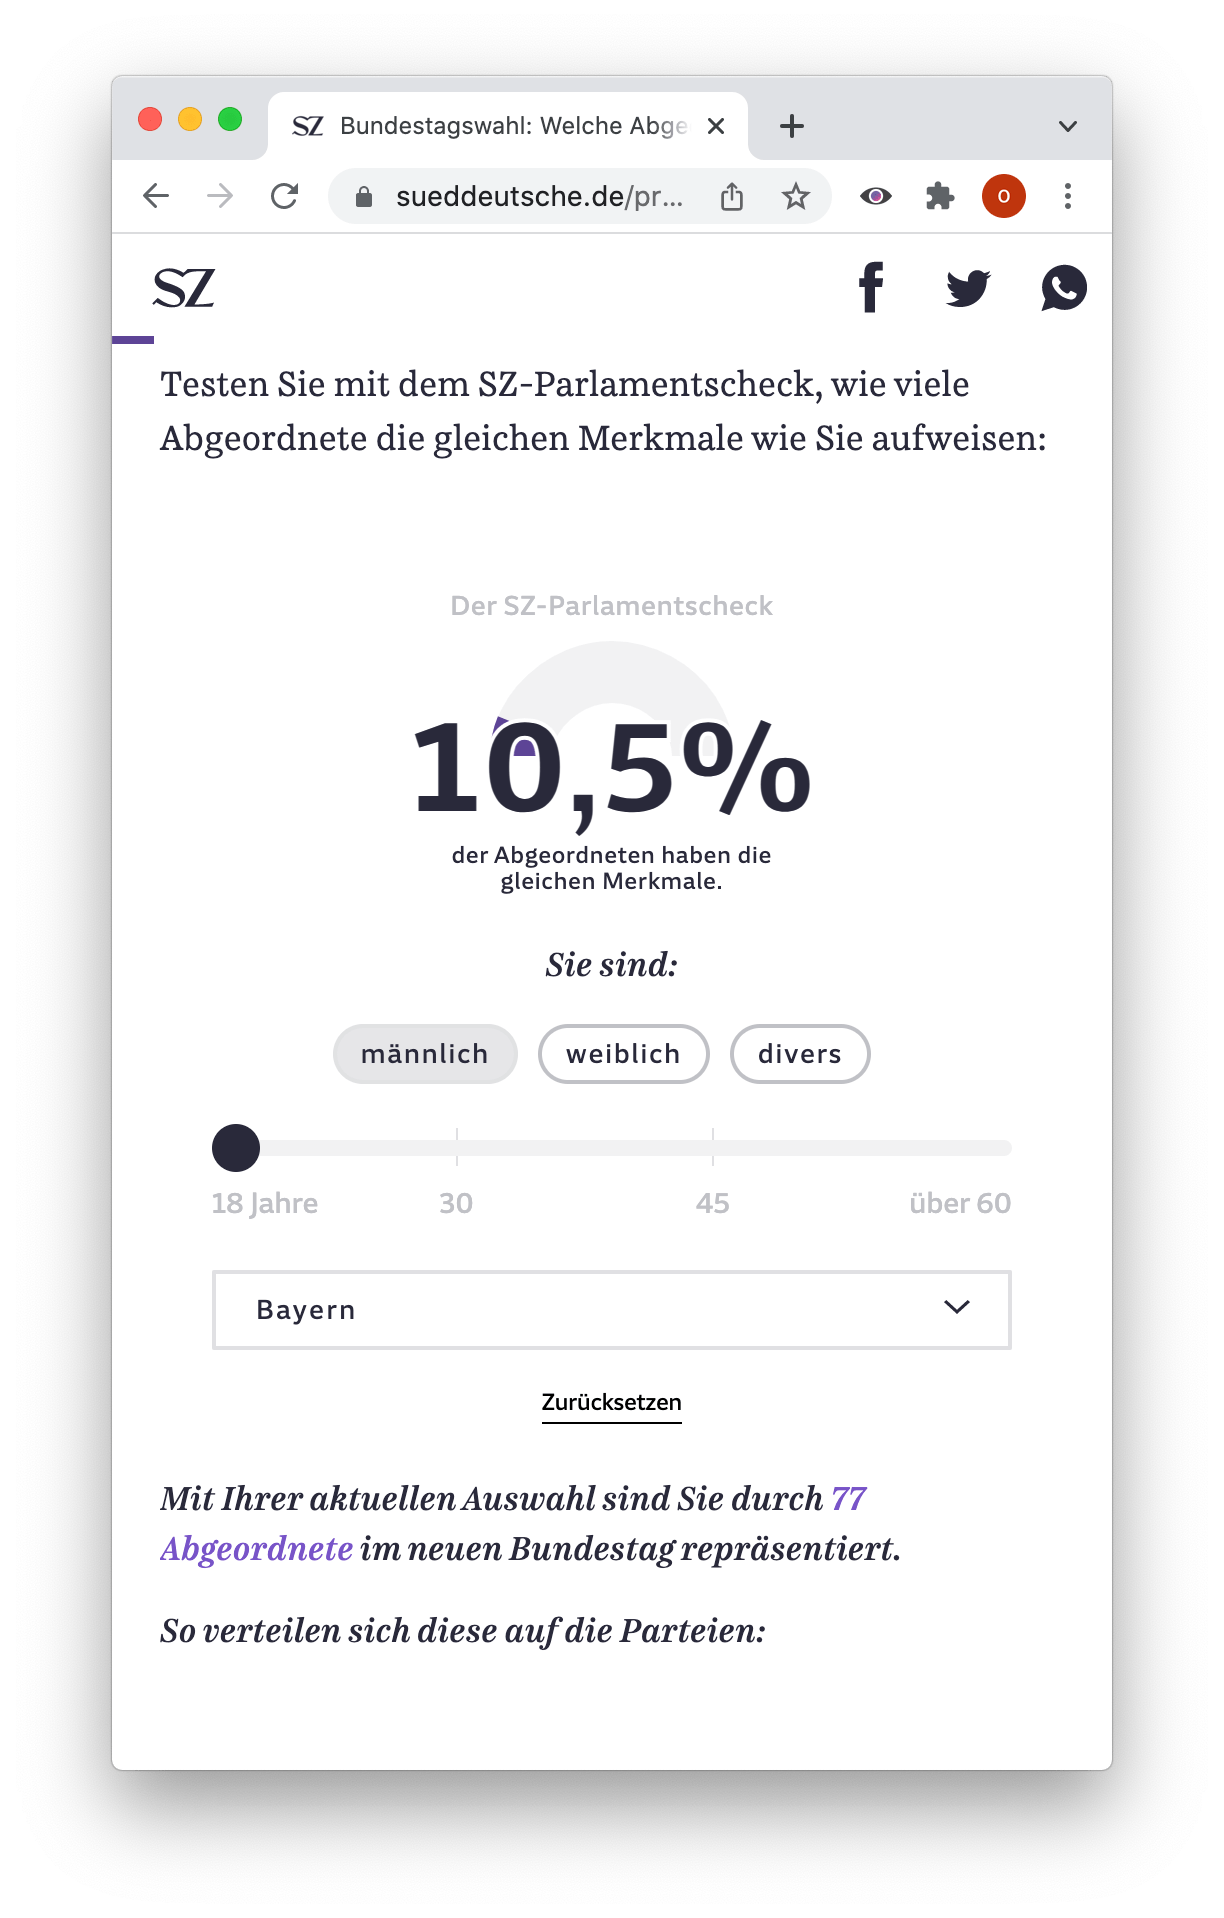 SZ Bundestagswahl: Welche Abge
sueddeutsche.de/pr...
O
SZ
Testen Sie mit dem SZ-Parlamentscheck, wie viele
Abgeordnete die gleichen Merkmale wie Sie aufweisen:
Der SZ-Parlamentscheck
10,5%
der Abgeordneten haben die
gleichen Merkmale.
Sie sind:
männlich weiblich divers
18 Jahre 30 45 über 60
Bayern
Zurücksetzen
Mit Ihrer aktuellen Auswahl sind Sie durch 77
Abgeordnete im neuen Bundestag repräsentiert.
So verteilen sich diese auf die Parteien: